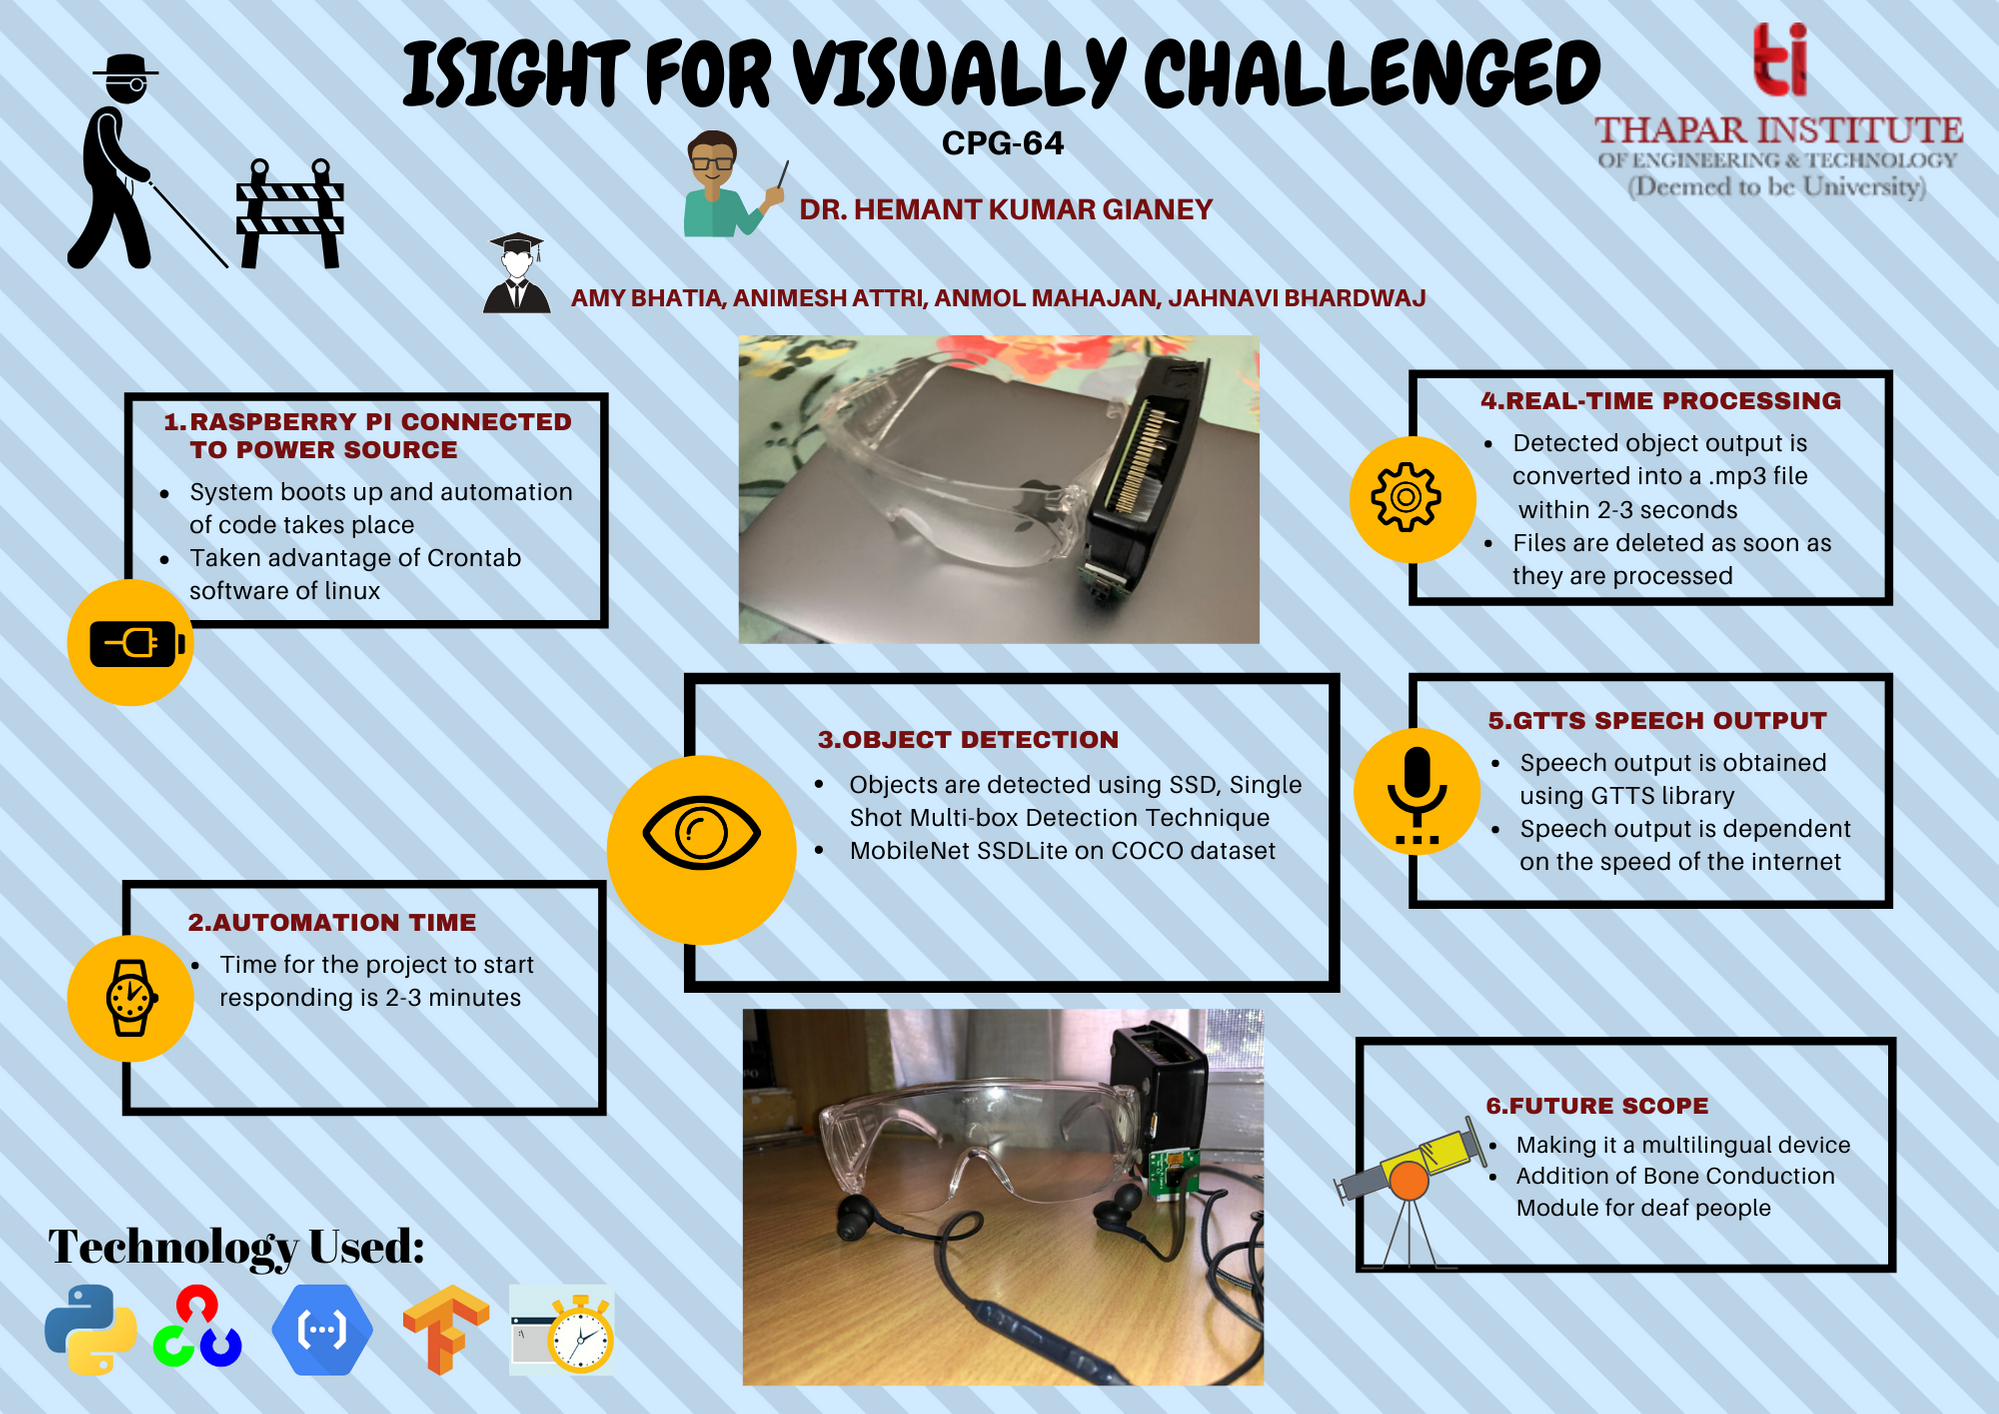 ISIGHT FOR VISUALLY CHALLENGED
CPG-64
DR. HEMANT KUMAR GIANEY
AMY BHATIA, ANIMESH ATTRI, ANMOL MAHAJAN, JAHNAVI BHARDWAJ
ti
THAPAR INSTITUTE
OF ENGINEERING & TECHNOLOGY
(Deemed to be University)
1.RASPBERRY PI CONNECTED
TO POWER SOURCE
• System boots up and automation
of code takes place
• Taken advantage of Crontab
software of linux
2.AUTOMATION TIME
• Time for the project to start
responding is 2-3 minutes
3.OBJECT DETECTION
• Objects are detected using SSD, Single
Shot Multi-box Detection Technique
• MobileNet SSDLite on COCO dataset
4.REAL-TIME PROCESSING
• Detected object output is
converted into a .mp3 file
within 2-3 seconds
• Files are deleted as soon as
they are processed
5.GTTS SPEECH OUTPUT
• Speech output is obtained
using GTTS library
• Speech output is dependent
on the speed of the internet
6.FUTURE SCOPE
• Making it a multilingual device
• Addition of Bone Conduction
Module for deaf people
Technology Used: